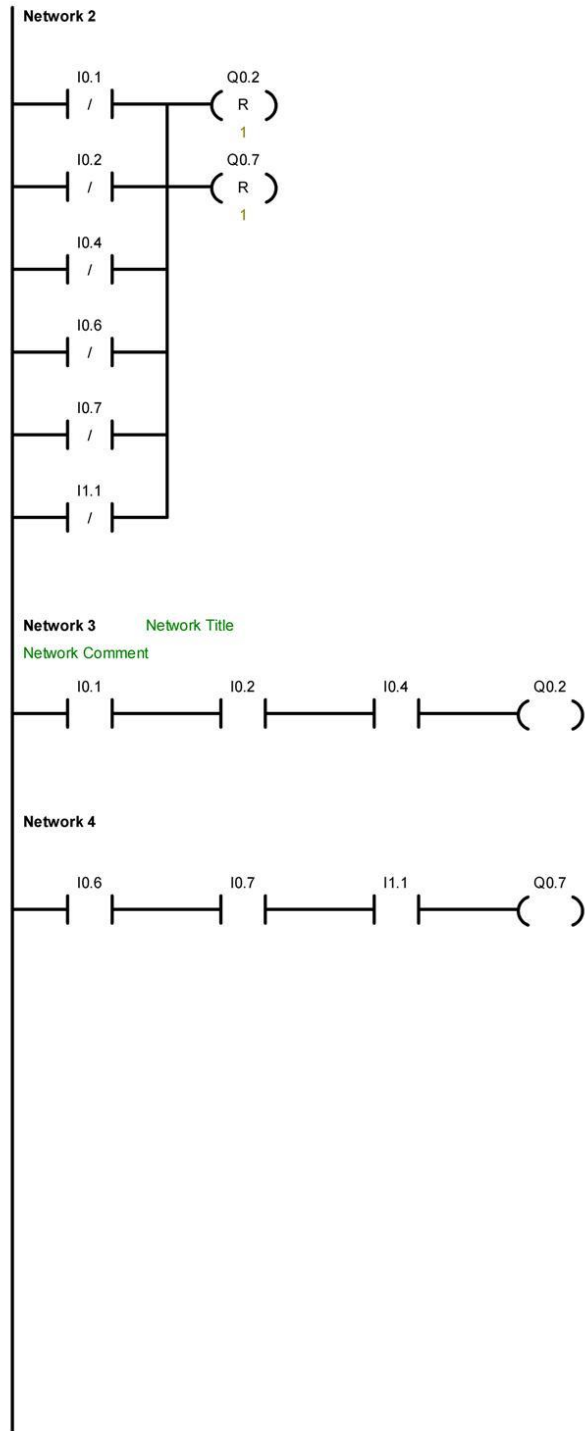 Network 2
I0.1 Q0.2
/ R
1
I0.2 Q0.7
/ R
1
I0.4
/
I0.6
/
I0.7
/
I1.1
/
Network 3 Network Title
Network Comment
I0.1 I0.2 I0.4 Q0.2
Network 4
I0.6 I0.7 I1.1 Q0.7